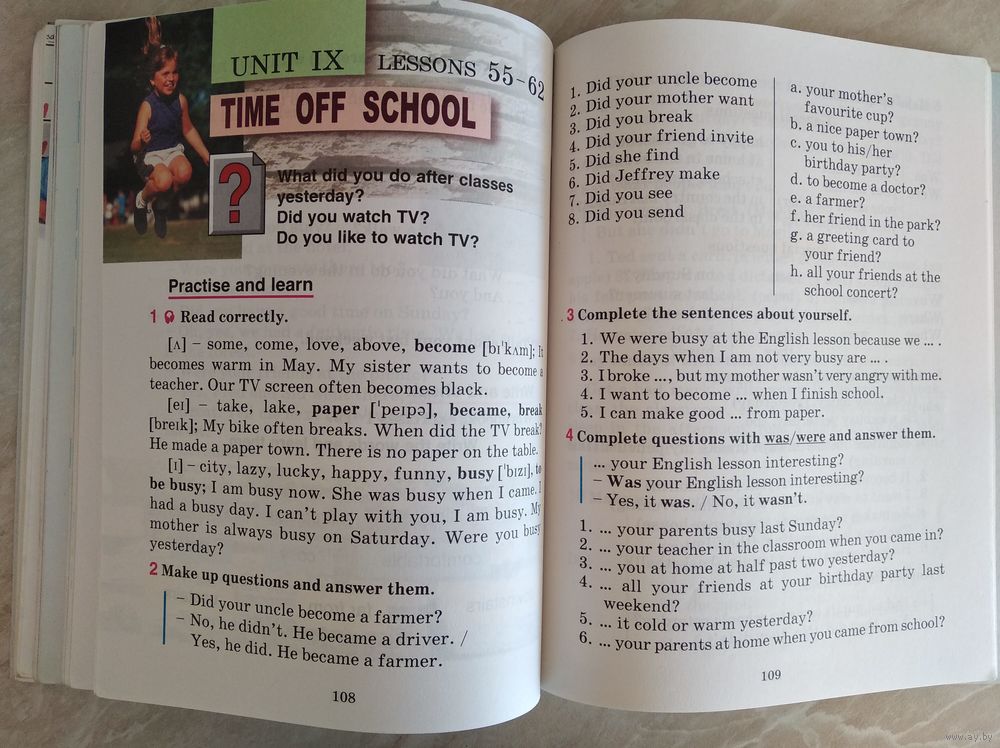 UNIT IX LESSONS 55-62
TIME OFF SCHOOL
?
What did you do after classes
yesterday?
Did you watch TV?
Do you like to watch TV?
Practise and learn
1 Read correctly.
[ʌ] – some, come, love, above, become [bɪ'kʌm]; It
becomes warm in May. My sister wants to become a
teacher. Our TV screen often becomes black.
[eɪ] – take, lake, paper ['peɪpə], became, break
[breɪk]; My bike often breaks. When did the TV break?
He made a paper town. There is no paper on the table.
[ɪ] – city, lazy, lucky, happy, funny, busy ['bɪzɪ], to
be busy; I am busy now. She was busy when I came. I
had a busy day. I can't play with you, I am busy. My
mother is always busy on Saturday. Were you busy
yesterday?
2 Make up questions and answer them.
– Did your uncle become a farmer?
– No, he didn't. He became a driver. /
Yes, he did. He became a farmer.
108
1. Did your uncle become
2. Did your mother want
3. Did you break
4. Did your friend invite
5. Did she find
6. Did Jeffrey make
7. Did you see
8. Did you send
a. your mother's
favourite cup?
b. a nice paper town?
c. you to his/her
birthday party?
d. to become a doctor?
e. a farmer?
f. her friend in the park?
g. a greeting card to
your friend?
h. all your friends at the
school concert?
3 Complete the sentences about yourself.
1. We were busy at the English lesson because we ... .
2. The days when I am not very busy are ... .
3. I broke ..., but my mother wasn't very angry with me.
4. I want to become ... when I finish school.
5. I can make good ... from paper.
4 Complete questions with was/were and answer them.
... your English lesson interesting?
– Was your English lesson interesting?
– Yes, it was. / No, it wasn't.
1. ... your parents busy last Sunday?
2. ... your teacher in the classroom when you came in?
3. ... you at home at half past two yesterday?
4. ... all your friends at your birthday party last
weekend?
5. ... it cold or warm yesterday?
6. ... your parents at home when you came from school?
109
www.ay.by